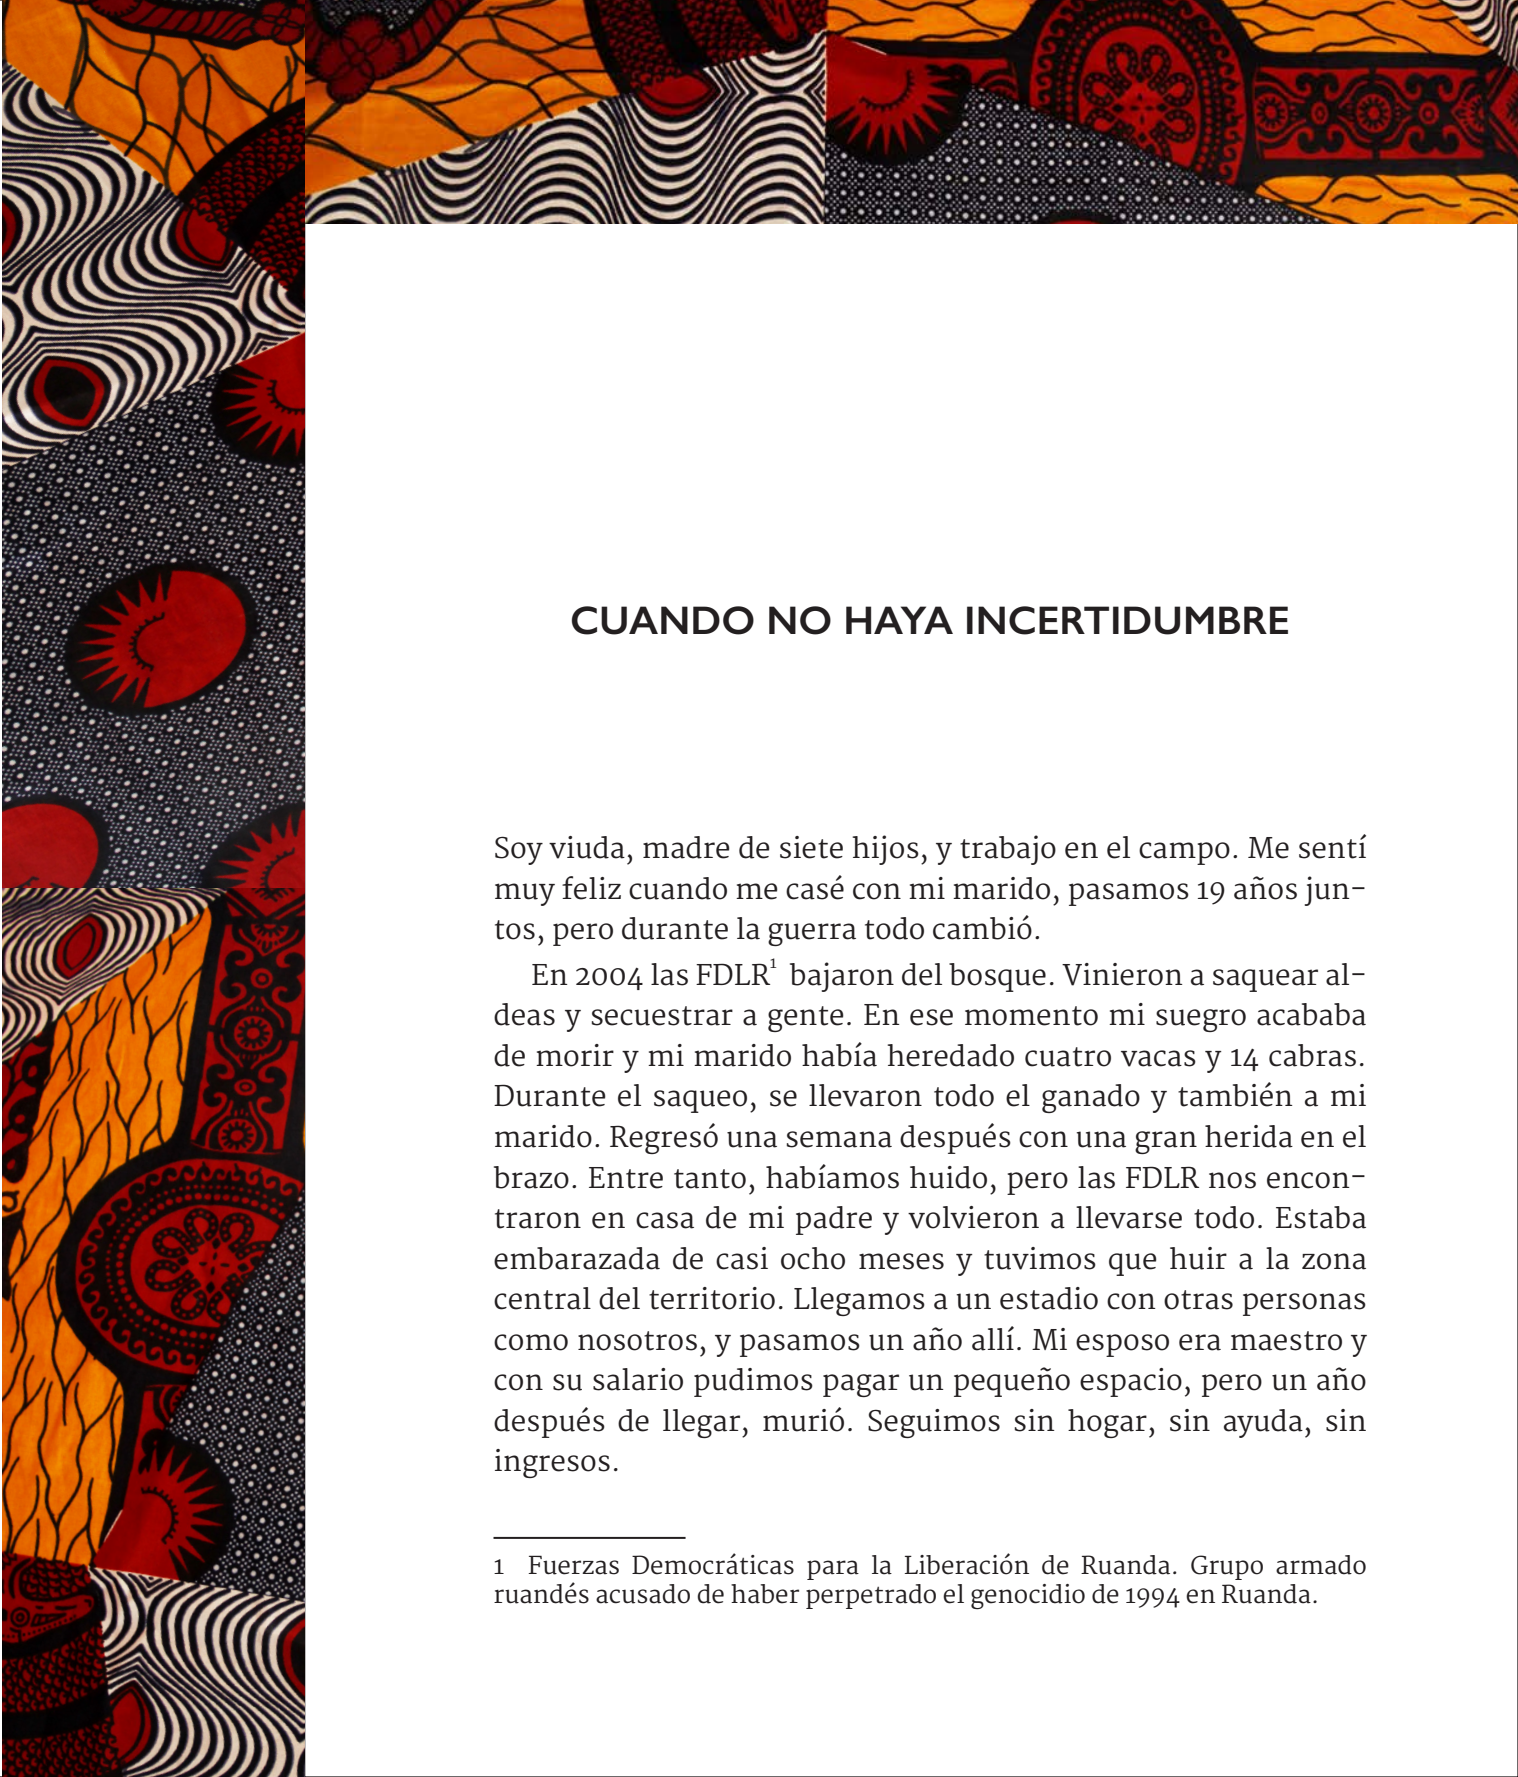 CUANDO NO HAYA INCERTIDUMBRE
Soy viuda, madre de siete hijos, y trabajo en el campo. Me sentí
muy feliz cuando me casé con mi marido, pasamos 19 años jun-
tos, pero durante la guerra todo cambió.
En 2004 las FDLR¹ bajaron del bosque. Vinieron a saquear al-
deas y secuestrar a gente. En ese momento mi suegro acababa
de morir y mi marido había heredado cuatro vacas y 14 cabras.
Durante el saqueo, se llevaron todo el ganado y también a mi
marido. Regresó una semana después con una gran herida en el
brazo. Entre tanto, habíamos huido, pero las FDLR nos encon-
traron en casa de mi padre y volvieron a llevarse todo. Estaba
embarazada de casi ocho meses y tuvimos que huir a la zona
central del territorio. Llegamos a un estadio con otras personas
como nosotros, y pasamos un año allí. Mi esposo era maestro y
con su salario pudimos pagar un pequeño espacio, pero un año
después de llegar, murió. Seguimos sin hogar, sin ayuda, sin
ingresos.
1 Fuerzas Democráticas para la Liberación de Ruanda. Grupo armado
ruandés acusado de haber perpetrado el genocidio de 1994 en Ruanda.